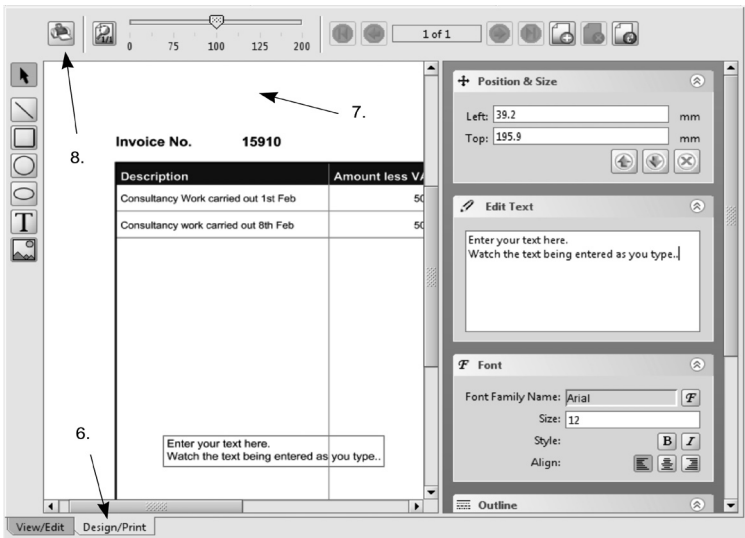 1/1
0 75 100 125 200
1 of 1
7.
8.
Invoice No. 15910
Description Amount less VA
Consultancy Work carried out 1st Feb 50
Consultancy work carried out 8th Feb 50
6.
Enter your text here.
Watch the text being entered as you type..
T
View/Edit Design/Print
Position & Size
Left: 39.2 mm
Top: 195.9 mm
Edit Text
Enter your text here.
Watch the text being entered as you type..
F Font
Font Family Name: Arial F
Size: 12
Style: B I
Align:
Outline